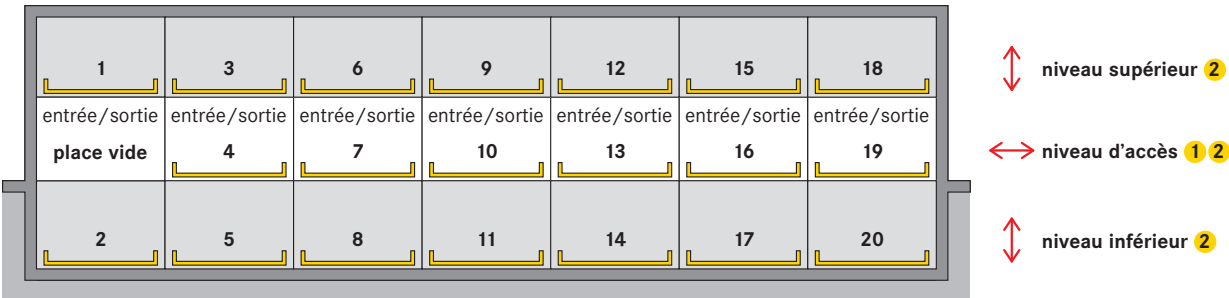 1 3 6 9 12 15 18 niveau supérieur 2
entrée/sortie entrée/sortie entrée/sortie entrée/sortie entrée/sortie entrée/sortie entrée/sortie
place vide 4 7 10 13 16 19 niveau d'accès 1 2
2 5 8 11 14 17 20 niveau inférieur 2